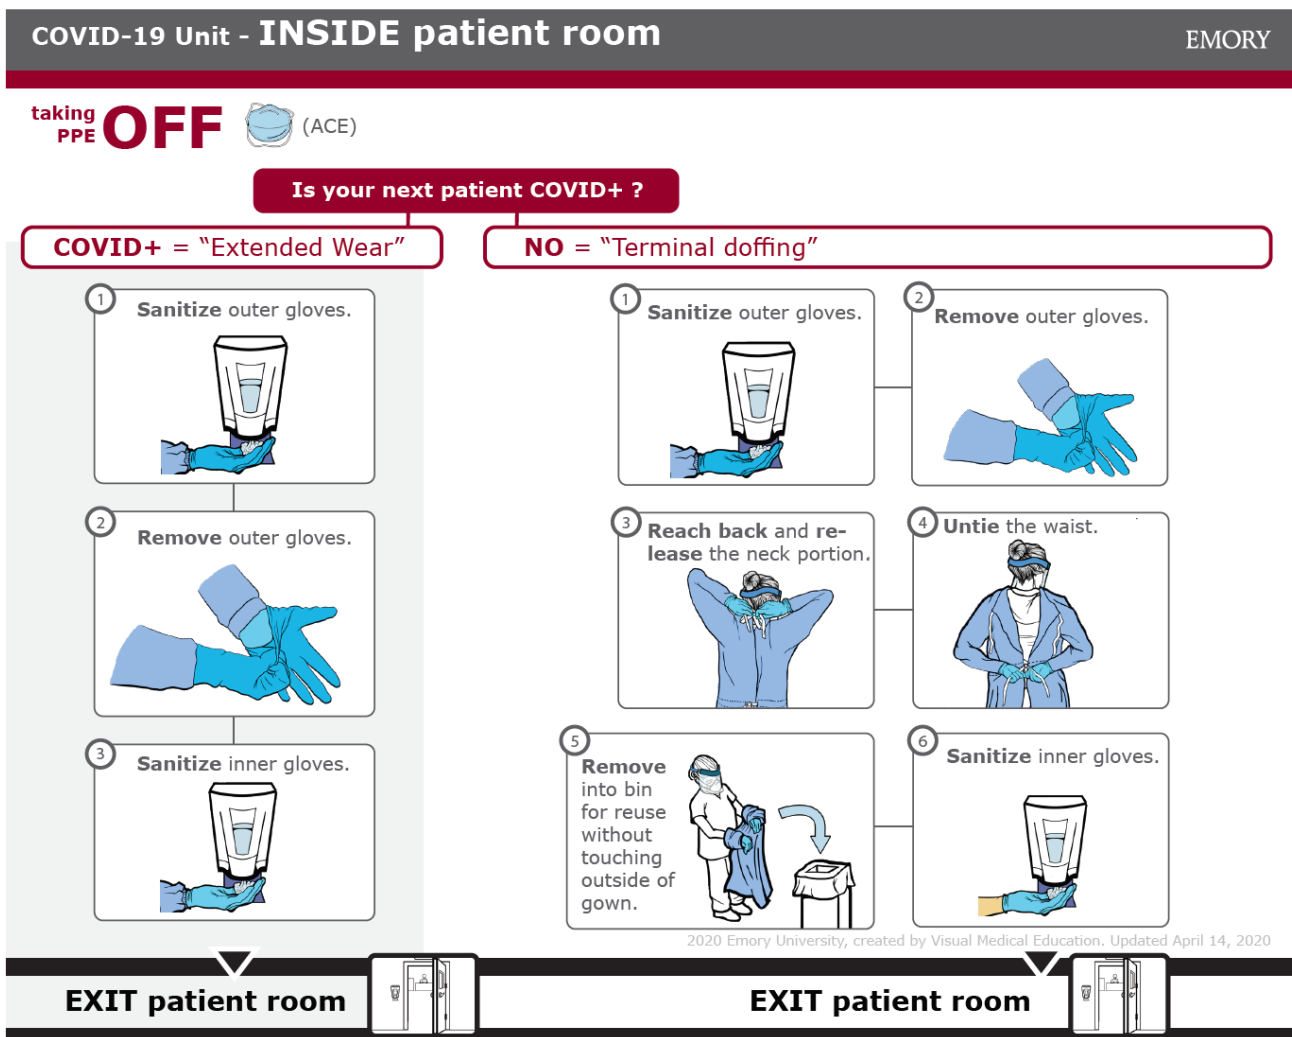 COVID-19 Unit - INSIDE patient room
EMORY
taking
PPE
OFF
(ACE)
Is your next patient COVID+ ?
COVID+ = “Extended Wear”
1
Sanitize outer gloves.
2
Remove outer gloves.
3
Sanitize inner gloves.
EXIT patient room
NO = “Terminal doffing”
1
Sanitize outer gloves.
2
Remove outer gloves.
3
Reach back and re-
lease the neck portion.
4
Untie the waist.
5
Remove
into bin
for reuse
without
touching
outside of
gown.
6
Sanitize inner gloves.
2020 Emory University, created by Visual Medical Education. Updated April 14, 2020
EXIT patient room